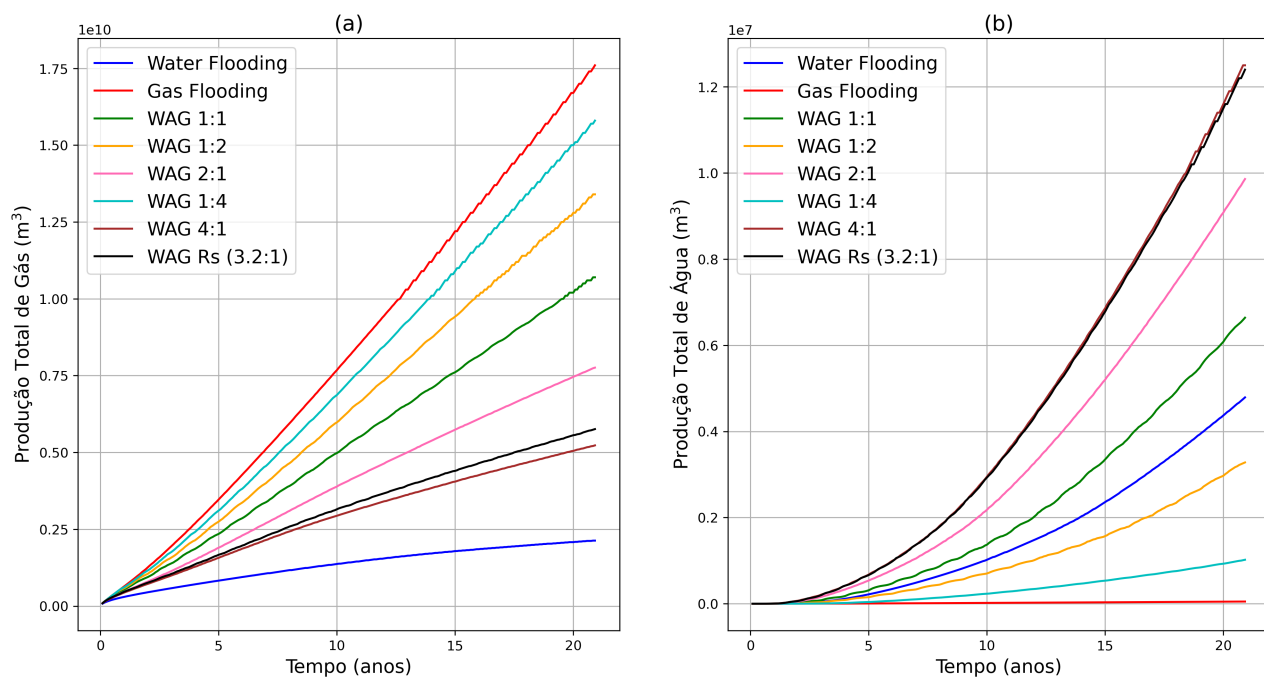 (a)
1e10
Water Flooding
Gas Flooding
WAG 1:1
WAG 1:2
WAG 2:1
WAG 1:4
WAG 4:1
WAG Rs (3.2:1)
Produção Total de Gás (m³)
1.75
1.50
1.25
1.00
0.75
0.50
0.25
0.00
0 5 10 15 20
Tempo (anos)
(b)
1e7
Water Flooding
Gas Flooding
WAG 1:1
WAG 1:2
WAG 2:1
WAG 1:4
WAG 4:1
WAG Rs (3.2:1)
Produção Total de Água (m³)
1.2
1.0
0.8
0.6
0.4
0.2
0.0
0 5 10 15 20
Tempo (anos)